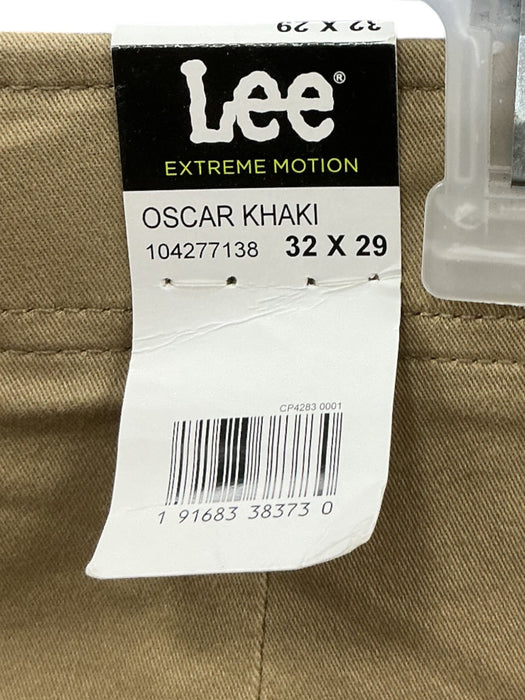 32 X 29
Lee®
EXTREME MOTION
OSCAR KHAKI
104277138 32 X 29
CP4283 0001
1 91683 38373 0